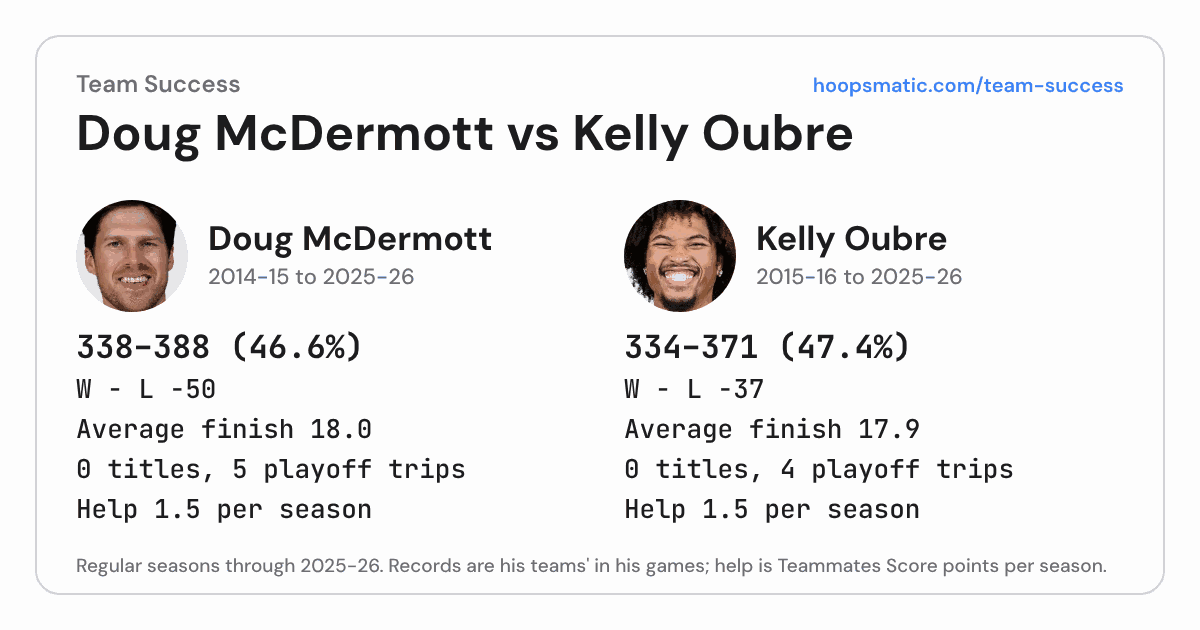 Team Success
hoopsmatic.com/team-success
Doug McDermott vs Kelly Oubre
Doug McDermott
2014-15 to 2025-26
338-388 (46.6%)
W - L -50
Average finish 18.0
0 titles, 5 playoff trips
Help 1.5 per season
Kelly Oubre
2015-16 to 2025-26
334-371 (47.4%)
W - L -37
Average finish 17.9
0 titles, 4 playoff trips
Help 1.5 per season
Regular seasons through 2025-26. Records are his teams' in his games; help is Teammates Score points per season.